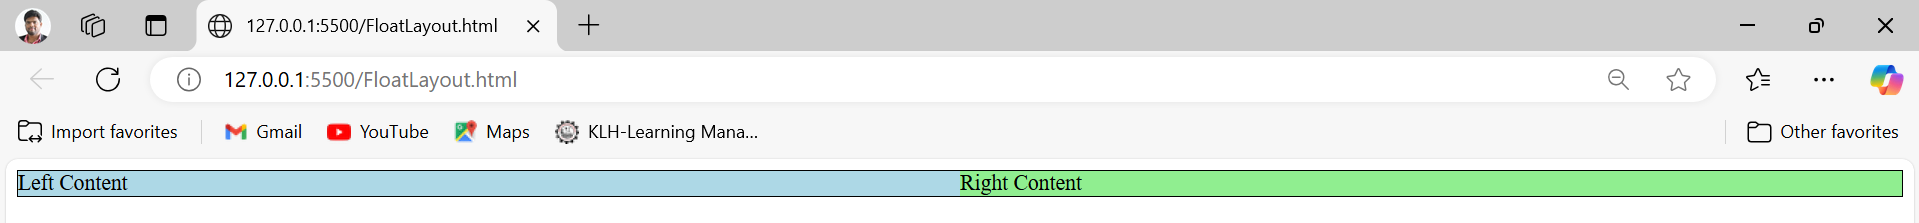 127.0.0.1:5500/FloatLayout.html
127.0.0.1:5500/FloatLayout.html
Import favorites Gmail YouTube Maps KLH-Learning Mana... Other favorites
Left Content Right Content